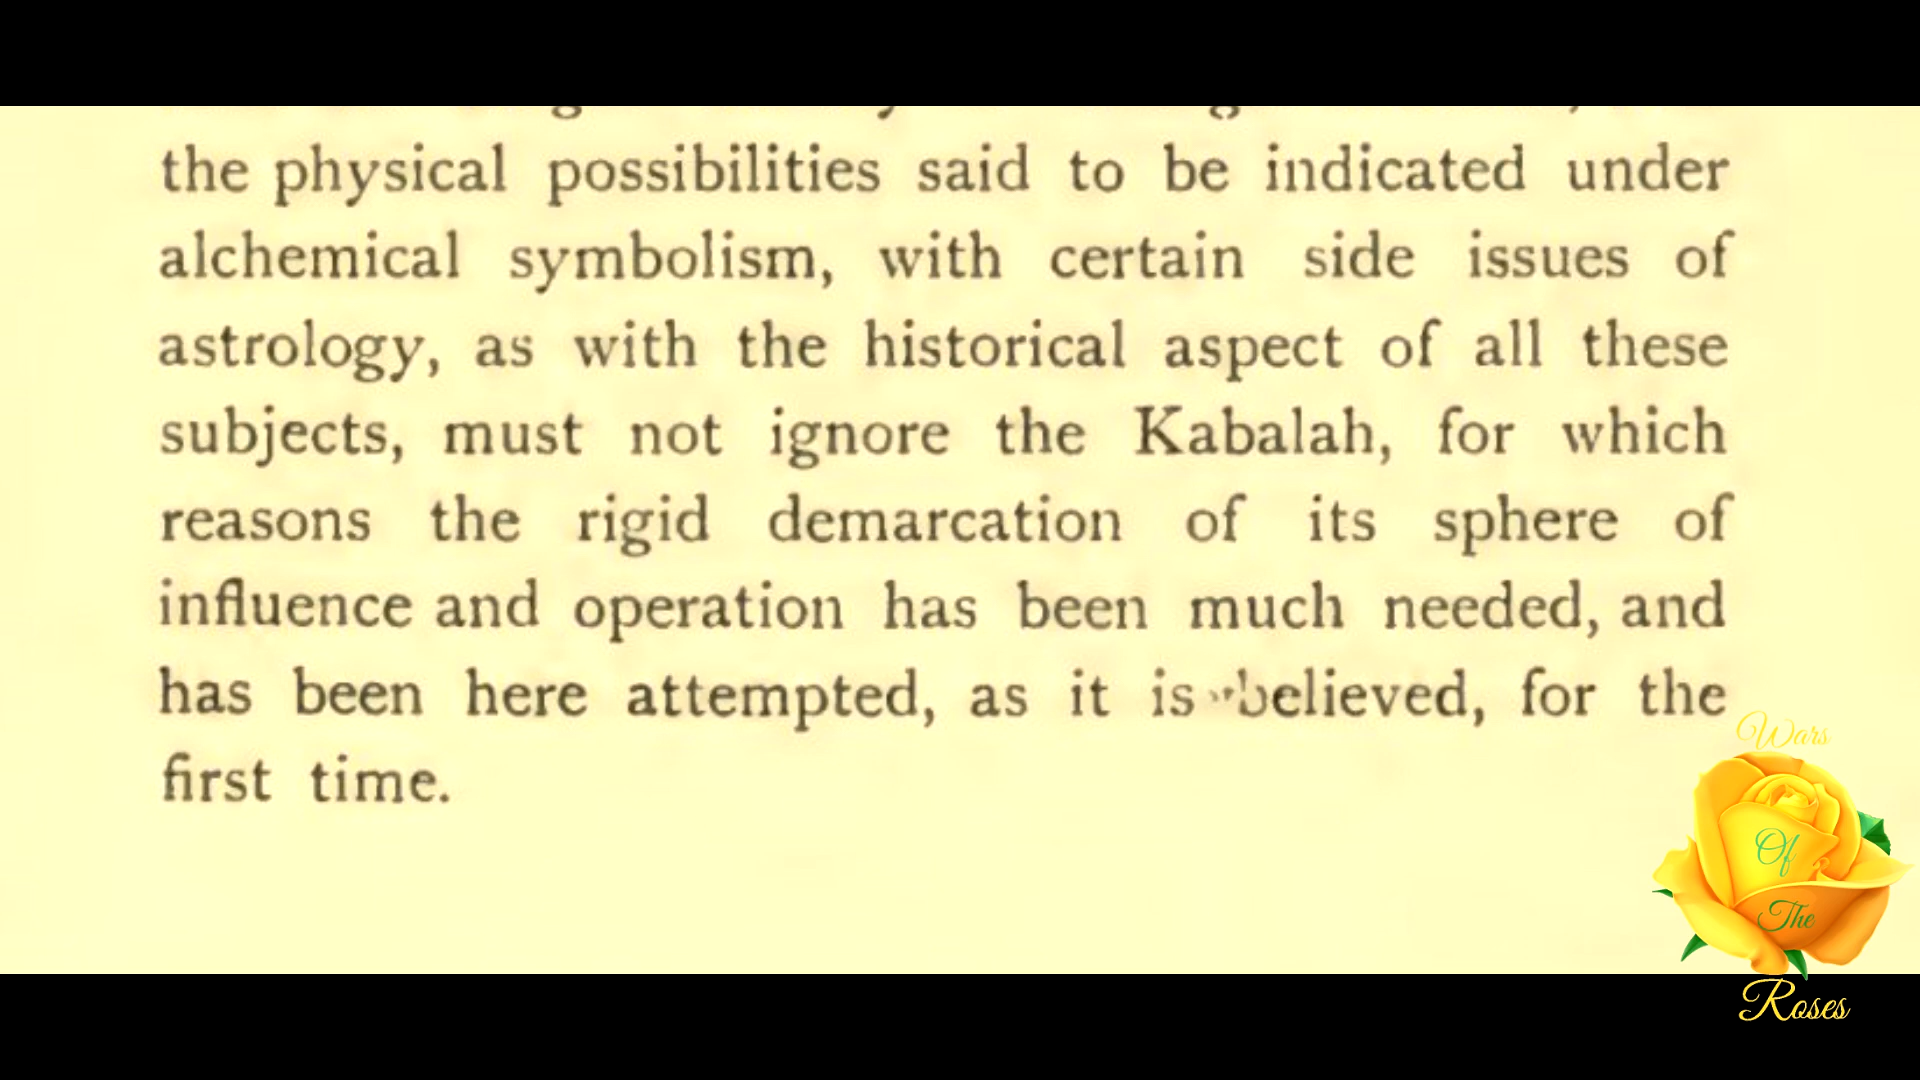 the physical possibilities said to be indicated under
alchemical symbolism, with certain side issues of
astrology, as with the historical aspect of all these
subjects, must not ignore the Kabalah, for which
reasons the rigid demarcation of its sphere of
influence and operation has been much needed, and
has been here attempted, as it is believed, for the
first time.
Wars
Of
The
Roses